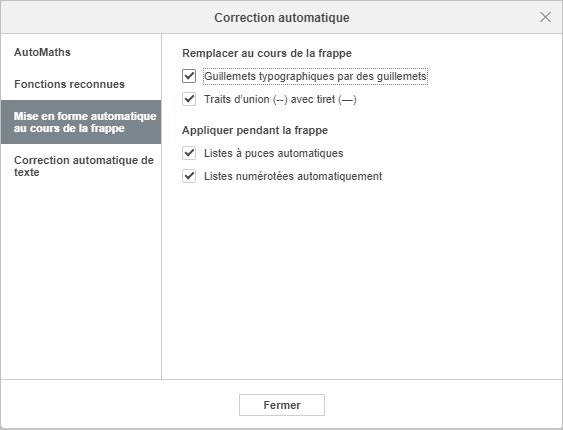 Correction automatique
AutoMaths
Fonctions reconnues
Mise en forme automatique
au cours de la frappe
Correction automatique de
texte
Remplacer au cours de la frappe
Guillemets typographiques par des guillemets
Traits d’union (--) avec tiret (—)
Appliquer pendant la frappe
Listes à puces automatiques
Listes numérotées automatiquement
Fermer